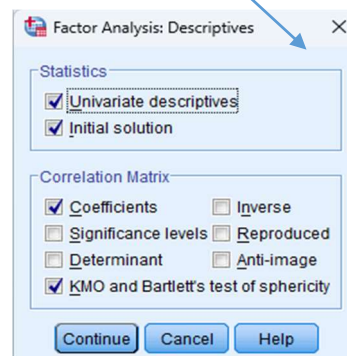 Factor Analysis: Descriptives
Statistics
Univariate descriptives
Initial solution
Correlation Matrix
Coefficients Inverse
Significance levels Reproduced
Determinant Anti-image
KMO and Bartlett's test of sphericity
Continue Cancel Help